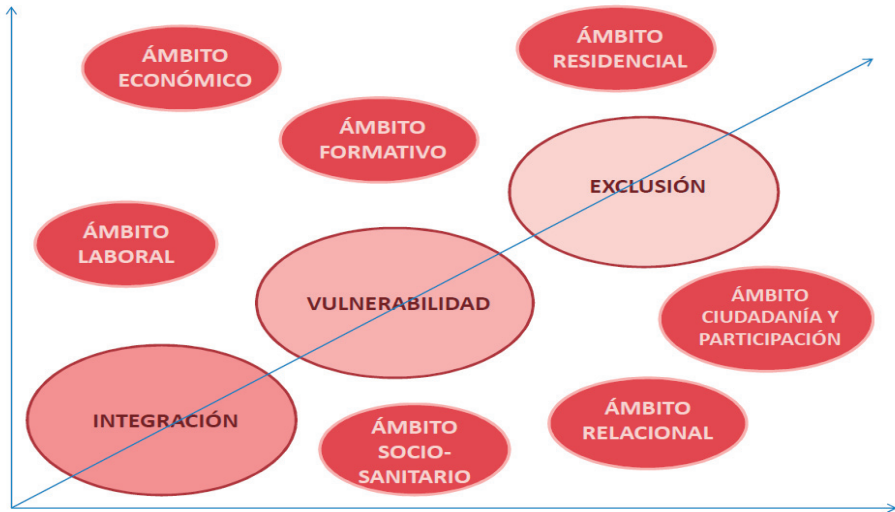 ÁMBITO
ECONÓMICO
ÁMBITO
RESIDENCIAL
ÁMBITO
FORMATIVO
EXCLUSIÓN
ÁMBITO
LABORAL
VULNERABILIDAD
ÁMBITO
CIUDADANÍA Y
PARTICIPACIÓN
INTEGRACIÓN
ÁMBITO
SOCIO-
SANITARIO
ÁMBITO
RELACIONAL